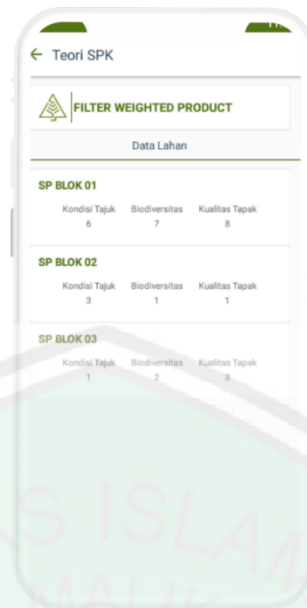 ← Teori SPK
FILTER WEIGHTED PRODUCT
Data Lahan
SP BLOK 01
Kondisi Tajuk Biodiversitas Kualitas Tapak
6 7 8
SP BLOK 02
Kondisi Tajuk Biodiversitas Kualitas Tapak
3 1 1
SP BLOK 03
Kondisi Tajuk Biodiversitas Kualitas Tapak
1 2 3
AS ISLAM